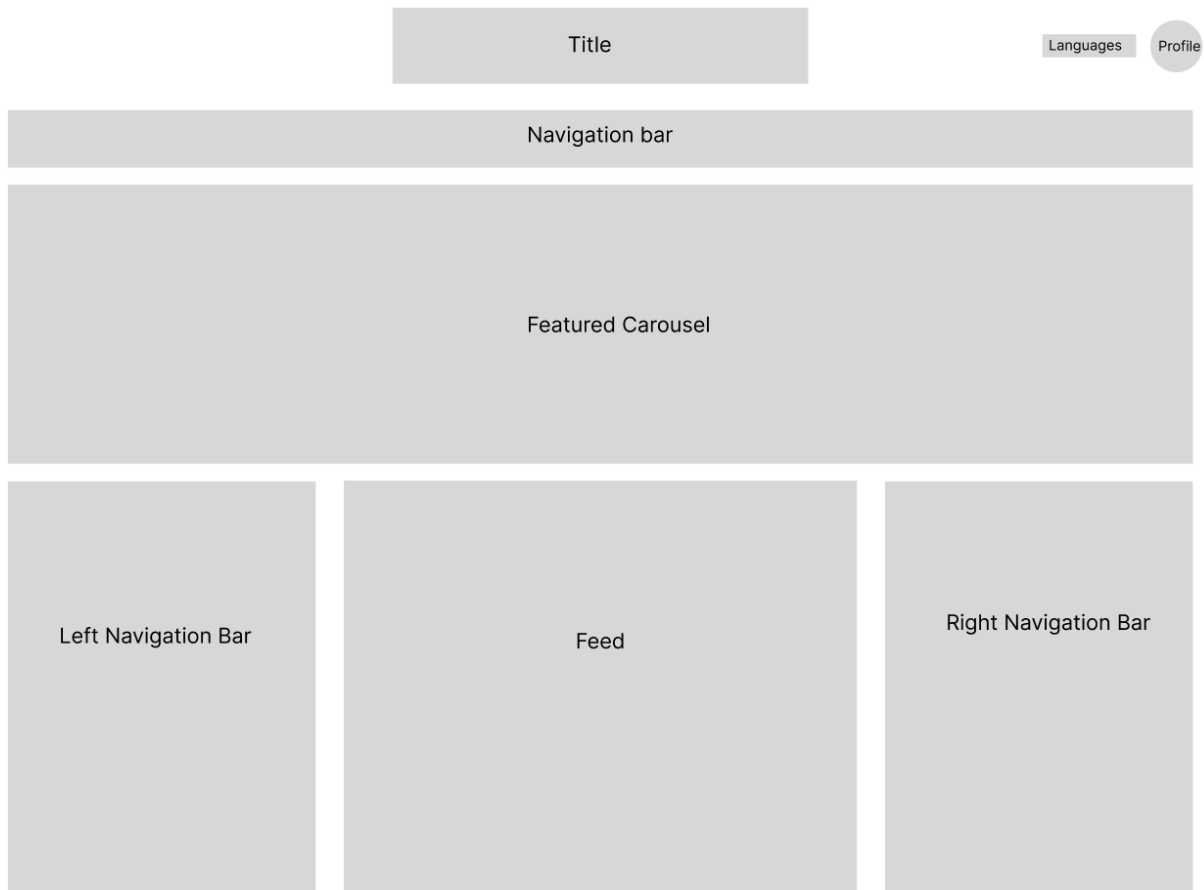 Title
Languages
Profile
Navigation bar
Featured Carousel
Left Navigation Bar
Feed
Right Navigation Bar